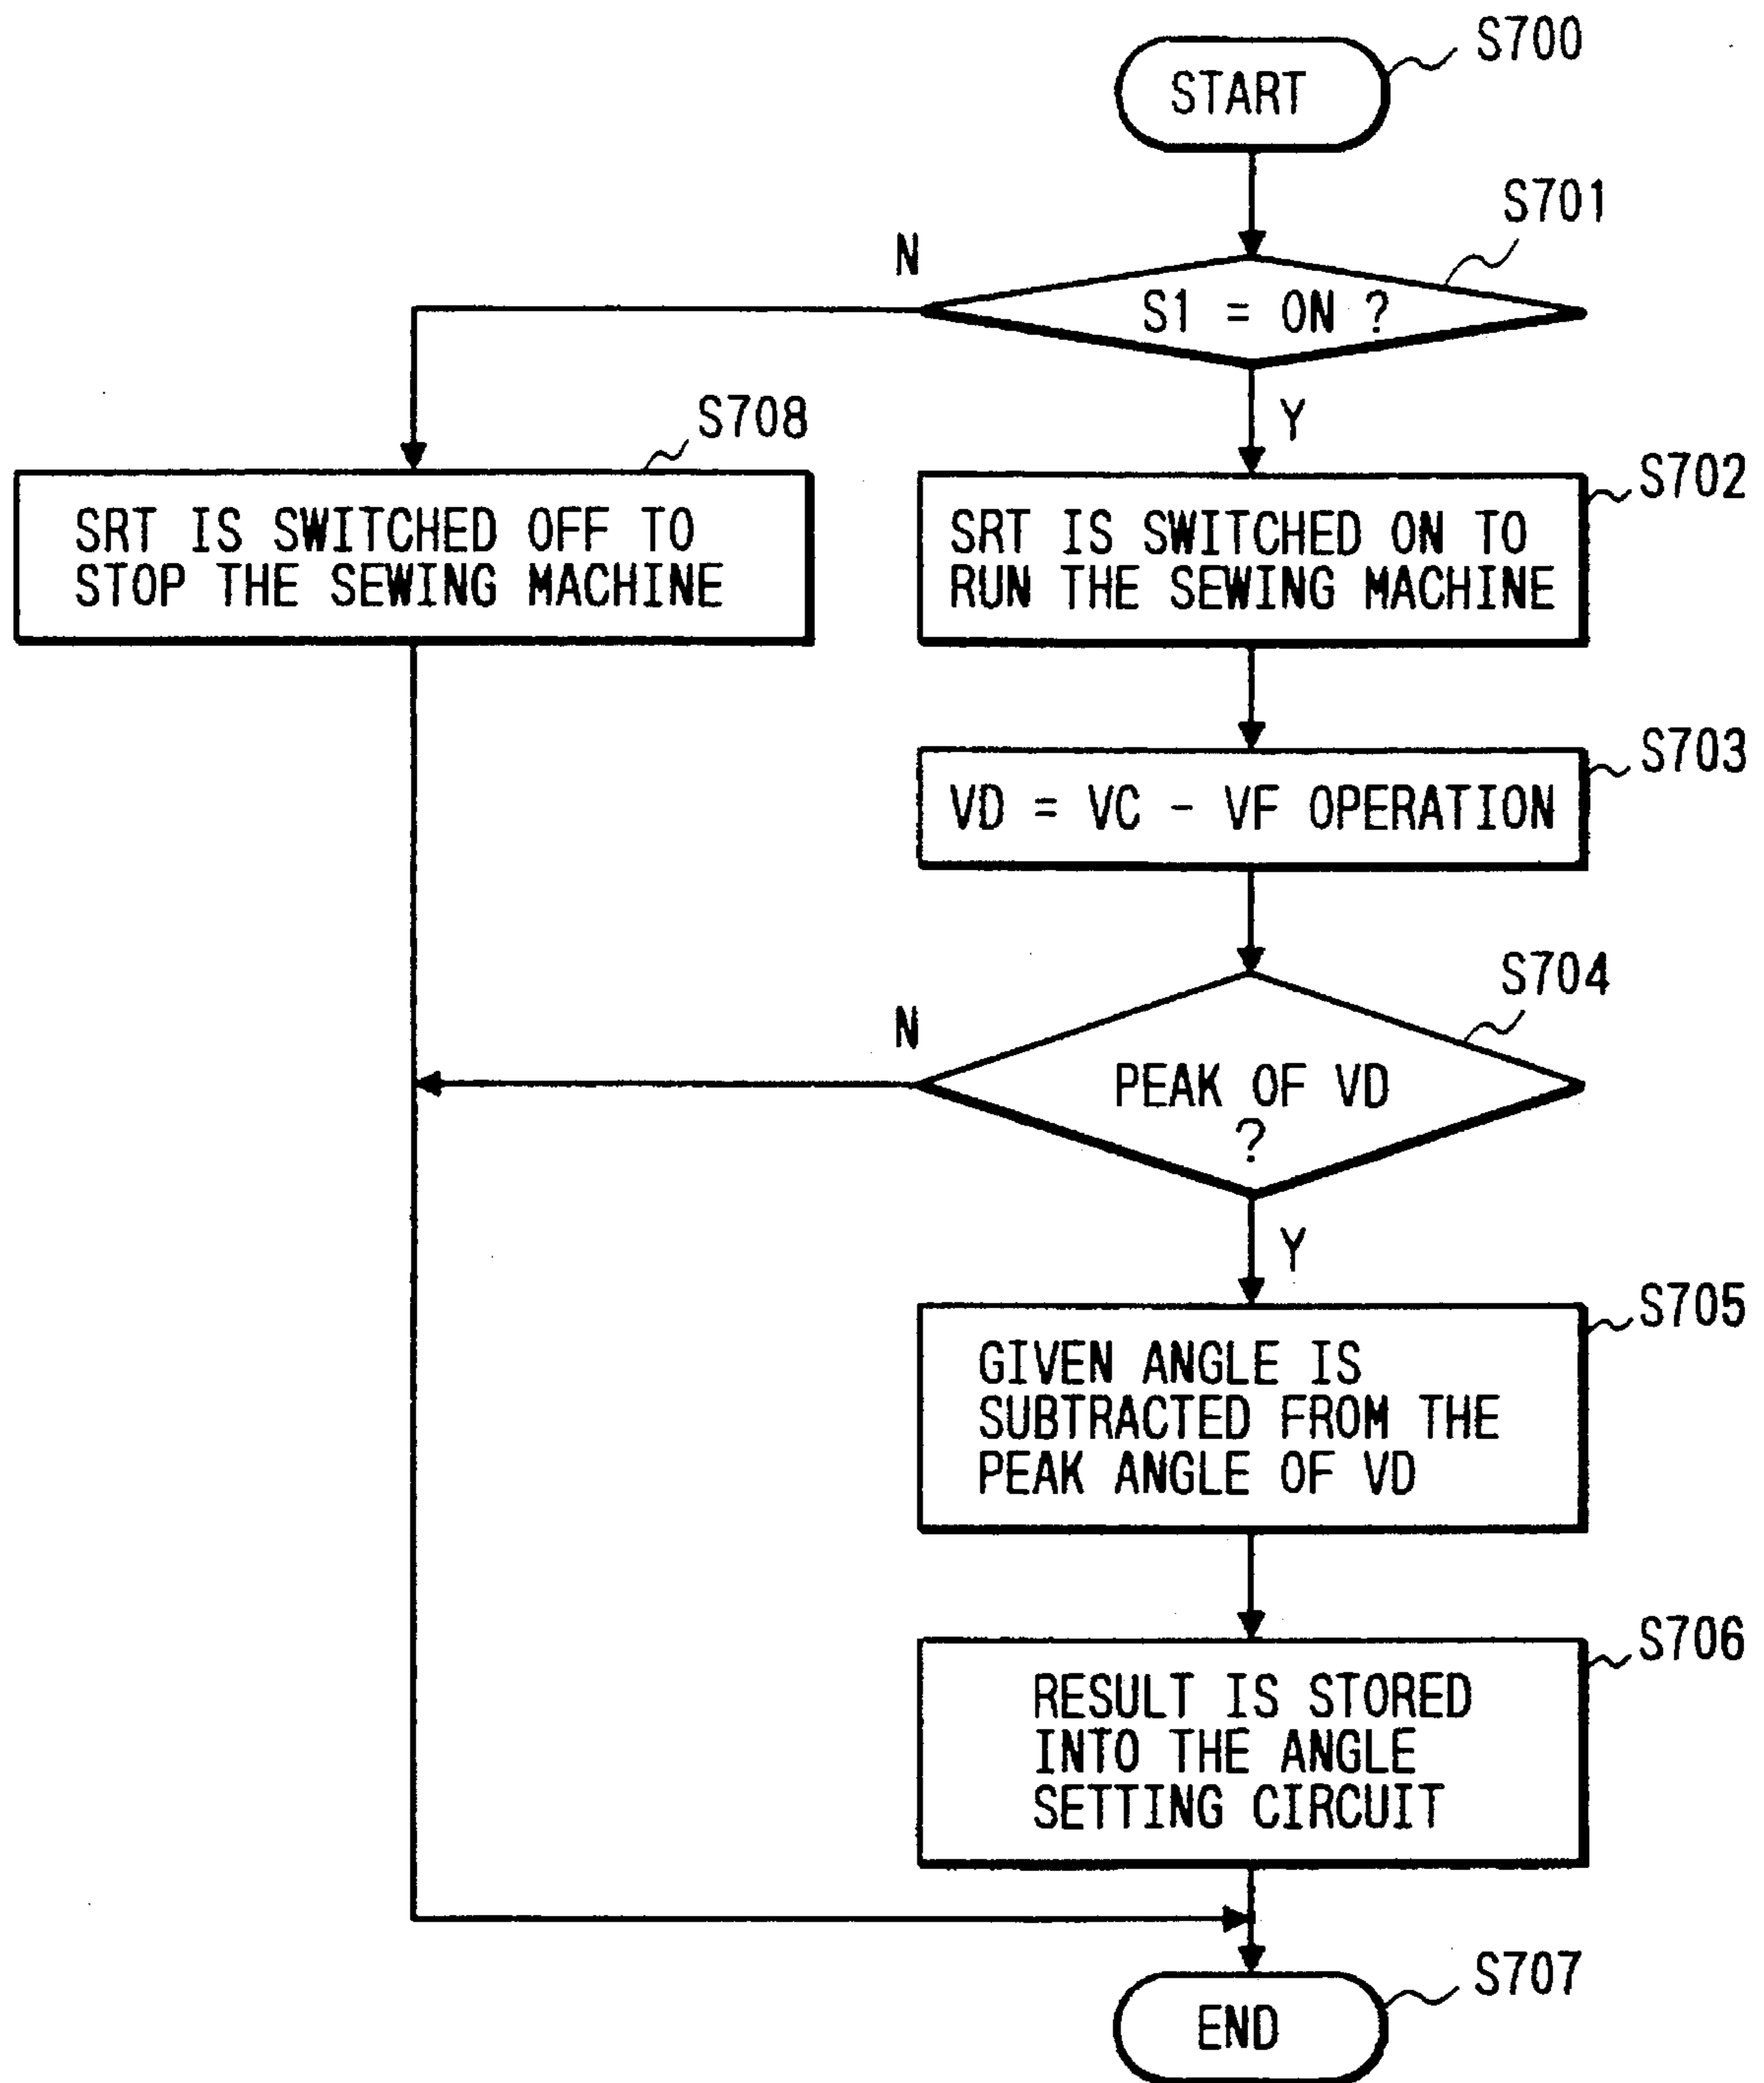 S700
START
S701
N
S1 = ON ?
Y
S708
SRT IS SWITCHED OFF TO
STOP THE SEWING MACHINE
S702
SRT IS SWITCHED ON TO
RUN THE SEWING MACHINE
S703
VD = VC - VF OPERATION
S704
N
PEAK OF VD
?
Y
S705
GIVEN ANGLE IS
SUBTRACTED FROM THE
PEAK ANGLE OF VD
S706
RESULT IS STORED
INTO THE ANGLE
SETTING CIRCUIT
S707
END